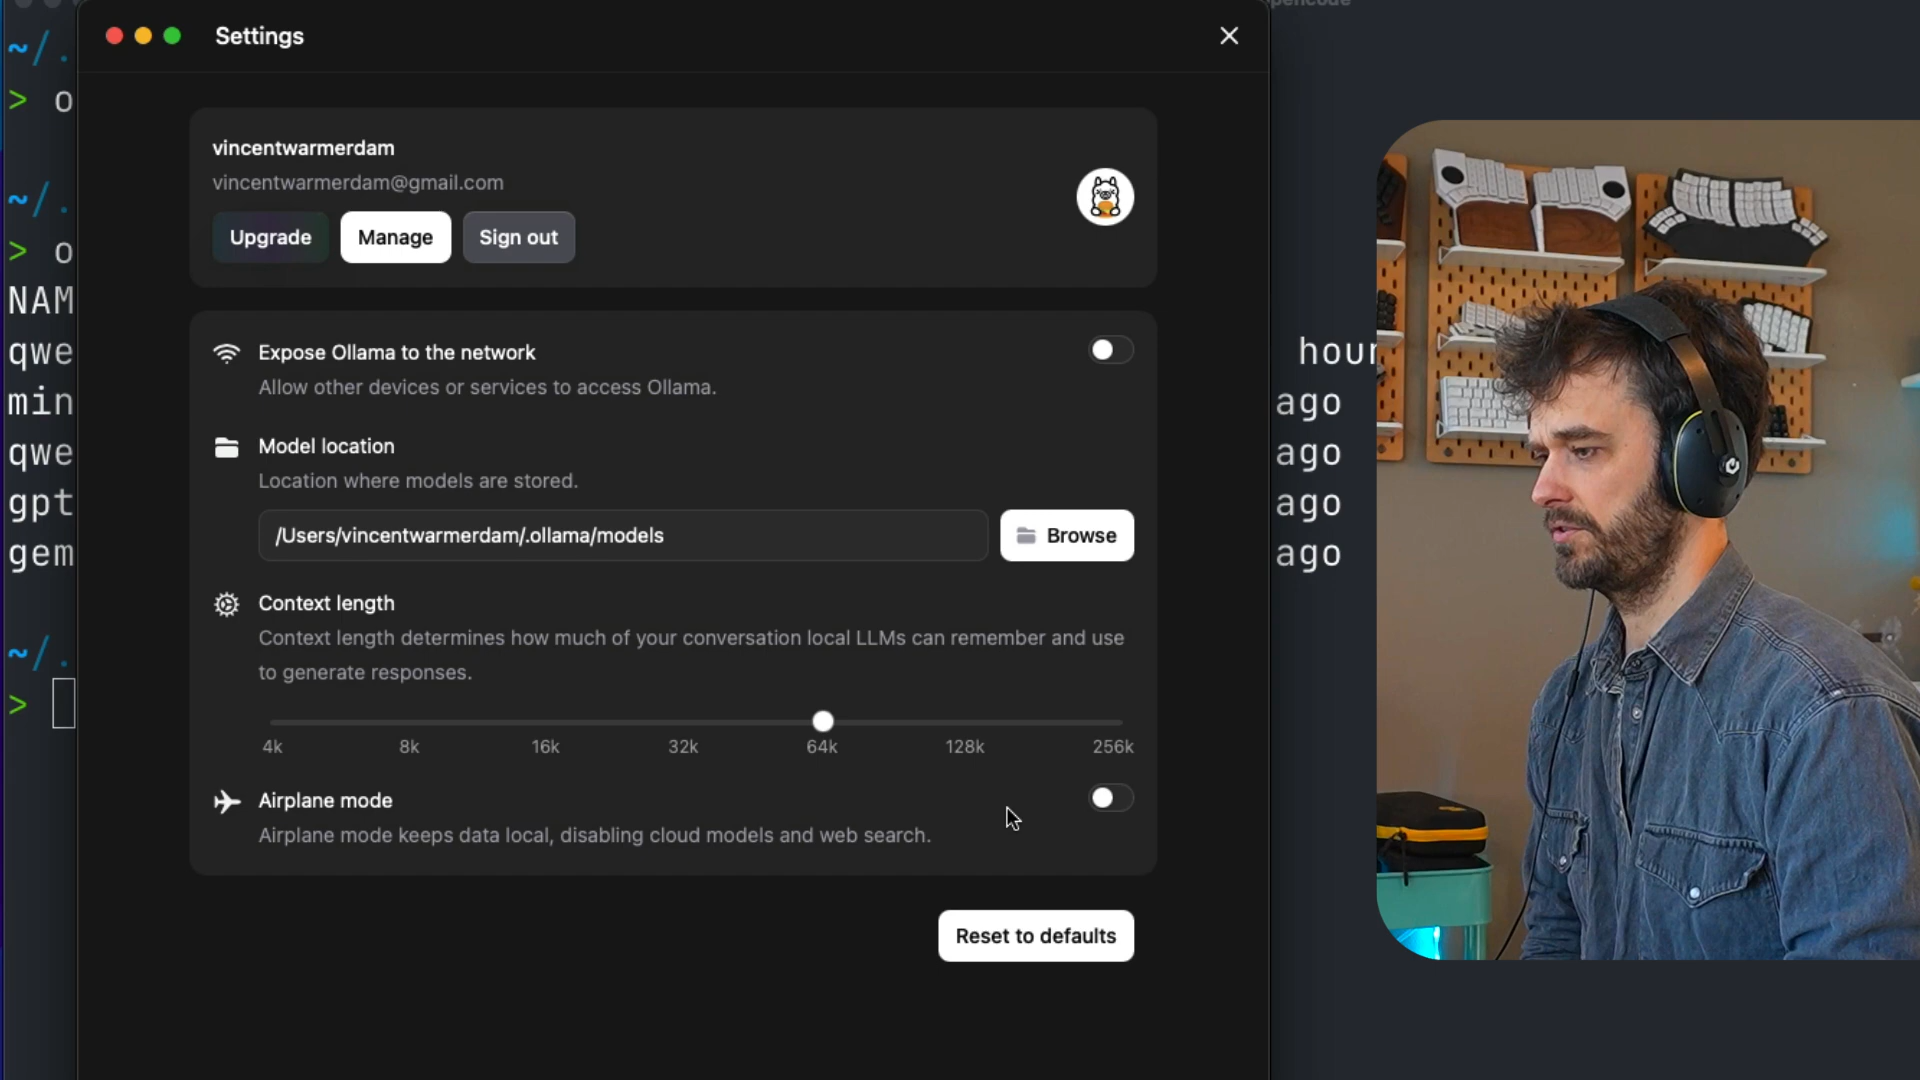 Settings
vincentwarmerdam
vincentwarmerdam@gmail.com
Upgrade
Manage
Sign out
Expose Ollama to the network
Allow other devices or services to access Ollama.
Model location
Location where models are stored.
/Users/vincentwarmerdam/.ollama/models
Browse
Context length
Context length determines how much of your conversation local LLMs can remember and use
to generate responses.
4k 8k 16k 32k 64k 128k 256k
Airplane mode
Airplane mode keeps data local, disabling cloud models and web search.
Reset to defaults
~/.
> o
~/.
> o
NAM
qwe
min
ago
qwe
ago
gpt
ago
gem
ago
~/.
>